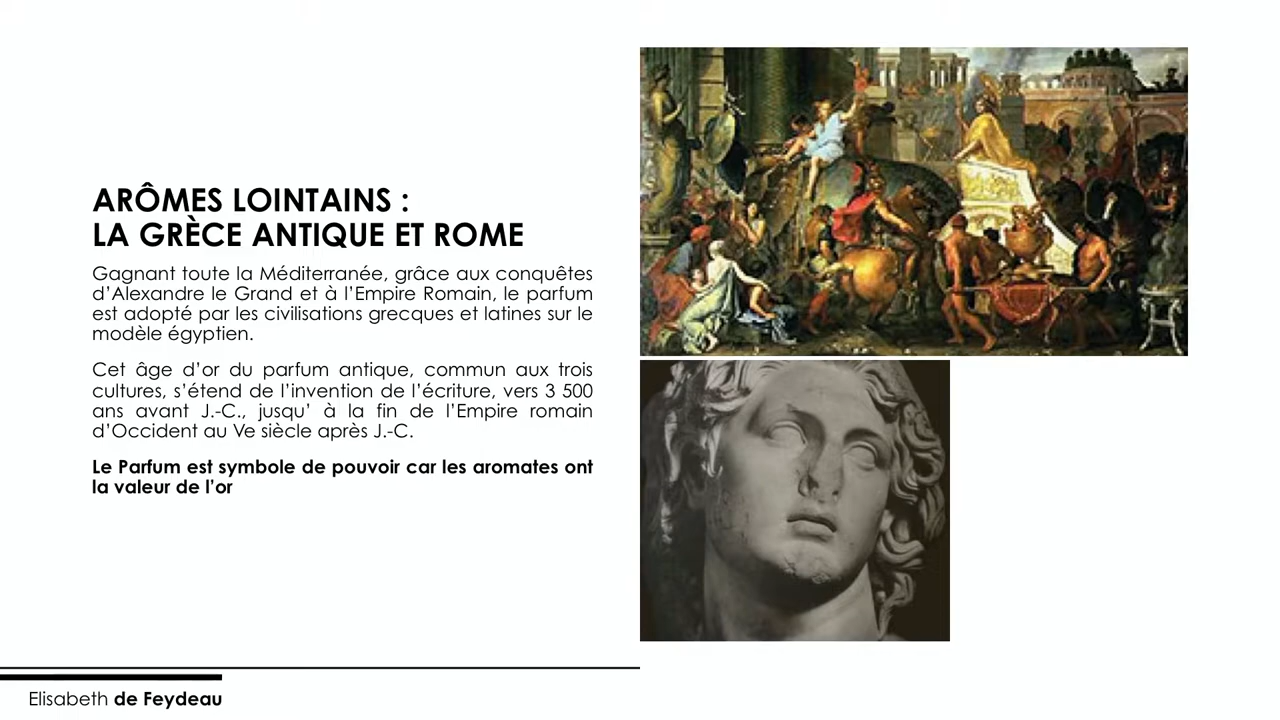 ARÔMES LOINTAINS :
LA GRÈCE ANTIQUE ET ROME
Gagnant toute la Méditerranée, grâce aux conquêtes
d’Alexandre le Grand et à l’Empire Romain, le parfum
est adopté par les civilisations grecques et latines sur le
modèle égyptien.
Cet âge d’or du parfum antique, commun aux trois
cultures, s’étend de l’invention de l’écriture, vers 3 500
ans avant J.-C., jusqu’ à la fin de l’Empire romain
d’Occident au Ve siècle après J.-C.
Le Parfum est symbole de pouvoir car les aromates ont
la valeur de l’or
Elisabeth de Feydeau